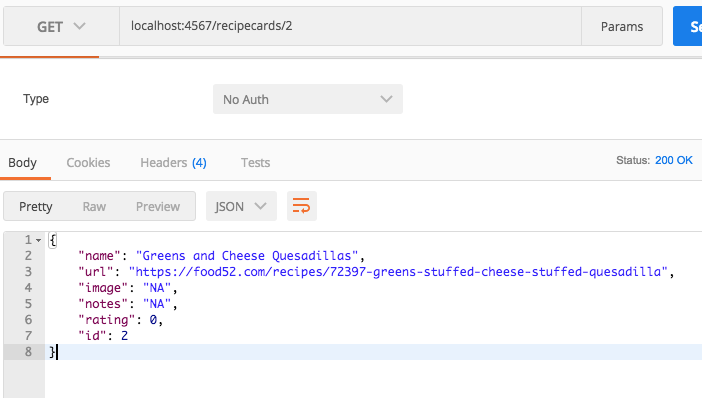 GET localhost:4567/recipecards/2 Params Se
Type No Auth
Body Cookies Headers (4) Tests Status: 200 OK
Pretty Raw Preview JSON
1 {
2 "name": "Greens and Cheese Quesadillas",
3 "url": "https://food52.com/recipes/72397-greens-stuffed-cheese-stuffed-quesadilla",
4 "image": "NA",
5 "notes": "NA",
6 "rating": 0,
7 "id": 2
8 }